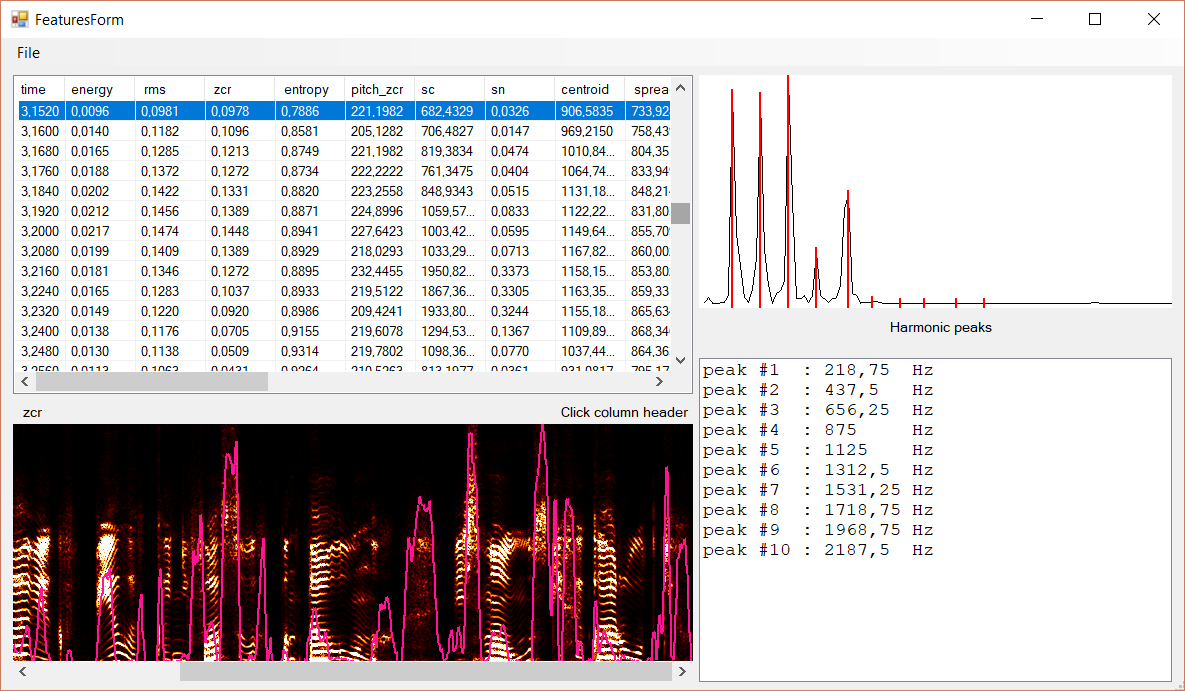 FeaturesForm
File
time energy rms zcr entropy pitch_zcr sc sn centroid sprea
3,1520 0,0096 0,0981 0,0978 0,7886 221,1982 682,4329 0,0326 906,5835 733,92
3,1600 0,0140 0,1182 0,1096 0,8581 205,1282 706,4827 0,0147 969,2150 758,43
3,1680 0,0165 0,1285 0,1213 0,8749 221,1982 819,3834 0,0474 1010,84... 804,35
3,1760 0,0188 0,1372 0,1272 0,8734 222,2222 761,3475 0,0404 1064,74... 833,94
3,1840 0,0202 0,1422 0,1331 0,8820 223,2558 848,9343 0,0515 1131,18... 848,21
3,1920 0,0212 0,1456 0,1389 0,8871 224,8996 1059,57... 0,0833 1122,22... 831,80
3,2000 0,0217 0,1474 0,1448 0,8941 227,6423 1003,42... 0,0595 1149,64... 855,70
3,2080 0,0199 0,1409 0,1389 0,8929 218,0293 1033,29... 0,0713 1167,82... 860,00
3,2160 0,0181 0,1346 0,1272 0,8895 232,4455 1950,82... 0,3373 1158,15... 853,80
3,2240 0,0165 0,1283 0,1037 0,8933 219,5122 1867,36... 0,3305 1163,35... 859,33
3,2320 0,0149 0,1220 0,0920 0,8986 209,4241 1933,80... 0,3244 1155,18... 865,63
3,2400 0,0138 0,1176 0,0705 0,9155 219,6078 1294,53... 0,1367 1109,89... 868,34
3,2480 0,0130 0,1138 0,0509 0,9314 219,7802 1098,36... 0,0770 1037,44... 864,36
zcr
Click column header
Harmonic peaks
peak #1 : 218,75 Hz
peak #2 : 437,5 Hz
peak #3 : 656,25 Hz
peak #4 : 875 Hz
peak #5 : 1125 Hz
peak #6 : 1312,5 Hz
peak #7 : 1531,25 Hz
peak #8 : 1718,75 Hz
peak #9 : 1968,75 Hz
peak #10 : 2187,5 Hz